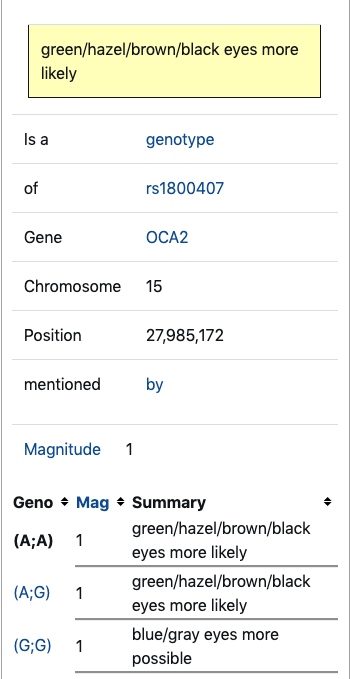 green/hazel/brown/black eyes more
likely
Is a genotype
of rs1800407
Gene OCA2
Chromosome 15
Position 27,985,172
mentioned by
Magnitude 1
Geno Mag Summary
(A;A) 1 green/hazel/brown/black
eyes more likely
(A;G) 1 green/hazel/brown/black
eyes more likely
(G;G) 1 blue/gray eyes more
possible